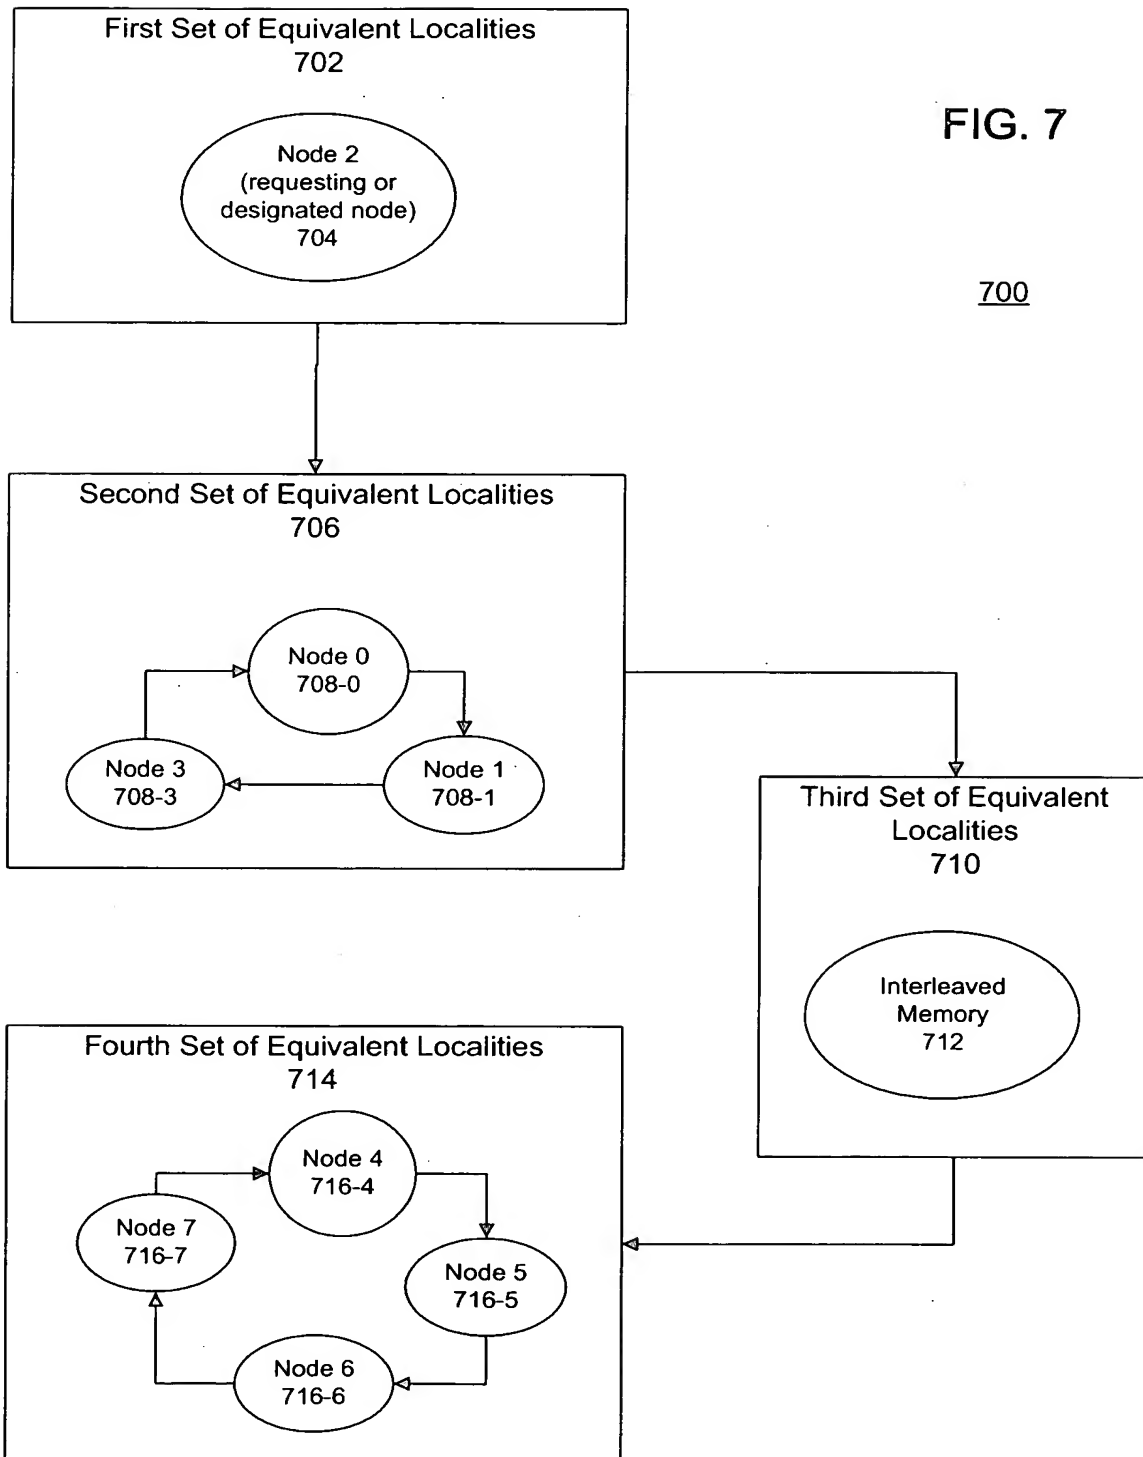 First Set of Equivalent Localities
702
Node 2
(requesting or
designated node)
704
FIG. 7
700
Second Set of Equivalent Localities
706
Node 0
708-0
Node 3
708-3
Node 1
708-1
Third Set of Equivalent
Localities
710
Interleaved
Memory
712
Fourth Set of Equivalent Localities
714
Node 4
716-4
Node 7
716-7
Node 5
716-5
Node 6
716-6